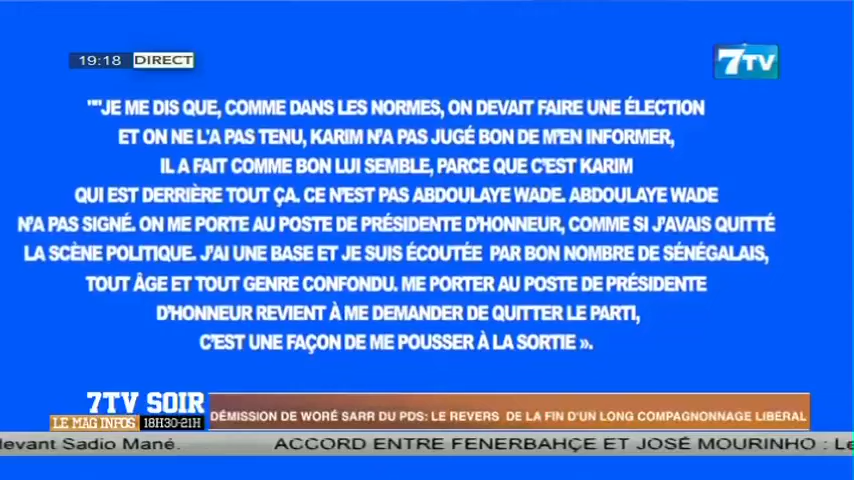 19:18 DIRECT
7TV
""JE ME DIS QUE, COMME DANS LES NORMES, ON DEVAIT FAIRE UNE ÉLECTION
ET ON NE L'A PAS TENU, KARIM N'A PAS JUGÉ BON DE M'EN INFORMER,
IL A FAIT COMME BON LUI SEMBLE, PARCE QUE C'EST KARIM
QUI EST DERRIÈRE TOUT ÇA. CE N'EST PAS ABDOULAYE WADE. ABDOULAYE WADE
N'A PAS SIGNÉ. ON ME PORTE AU POSTE DE PRÉSIDENTE D'HONNEUR, COMME SI J'AVAIS QUITTÉ
LA SCÈNE POLITIQUE. J'AI UNE BASE ET JE SUIS ÉCOUTÉE PAR BON NOMBRE DE SÉNÉGALAIS,
TOUT ÂGE ET TOUT GENRE CONFONDU. ME PORTER AU POSTE DE PRÉSIDENTE
D'HONNEUR REVIENT À ME DEMANDER DE QUITTER LE PARTI,
C'EST UNE FAÇON DE ME POUSSER À LA SORTIE ».
7TV SOIR
LE MAG INFOS 18H30-21H
DÉMISSION DE WORÉ SARR DU PDS: LE REVERS DE LA FIN D'UN LONG COMPAGNONNAGE LIBERAL
devant Sadio Mané. ACCORD ENTRE FENERBAHÇE ET JOSÉ MOURINHO : Le